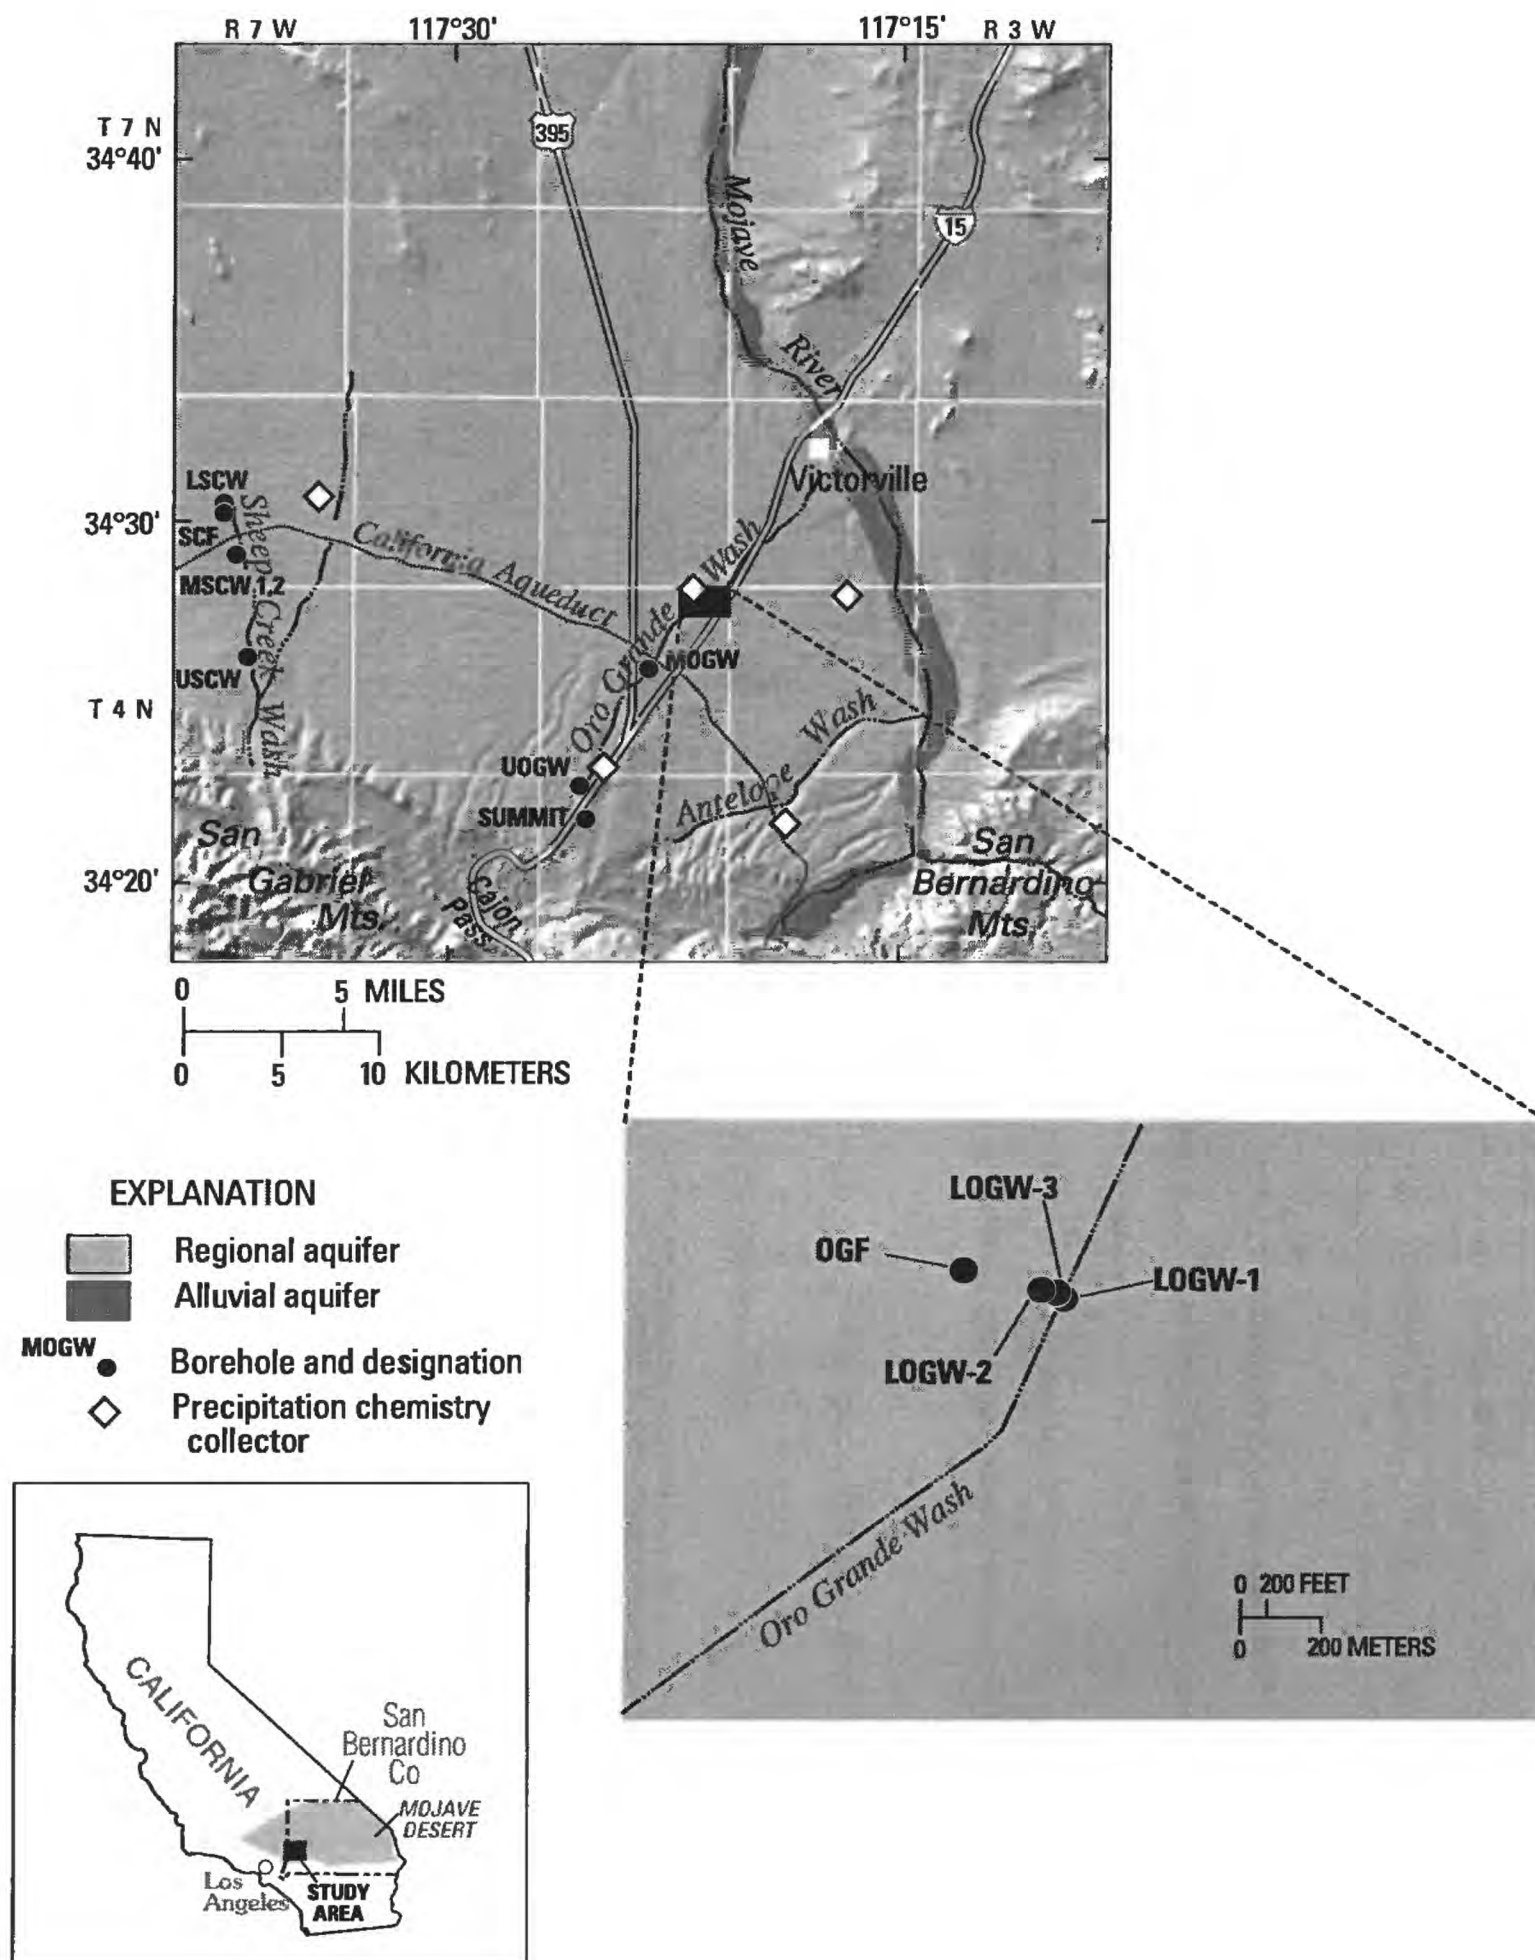 R 7 W
117°30'
117°15'
R 3 W
T 7 N
34°40'
395
15
Mojave
River
Victorville
LSCW
34°30'
SCF
MSCW 1,2
USCW
Sheep Creek Wash
California Aqueduct
Oro Grande Wash
MOGW
T 4 N
UOGW
SUMMIT
Antelope Wash
San
Gabriel
Mts.
34°20'
Cajon
Pass
San
Bernardino
Mts.
0 5 MILES
0 5 10 KILOMETERS
EXPLANATION
Regional aquifer
Alluvial aquifer
MOGW
Borehole and designation
Precipitation chemistry
collector
LOGW-3
OGF
LOGW-1
LOGW-2
Oro Grande Wash
0 200 FEET
0 200 METERS
CALIFORNIA
San
Bernardino
Co
MOJAVE
DESERT
Los
Angeles
STUDY
AREA